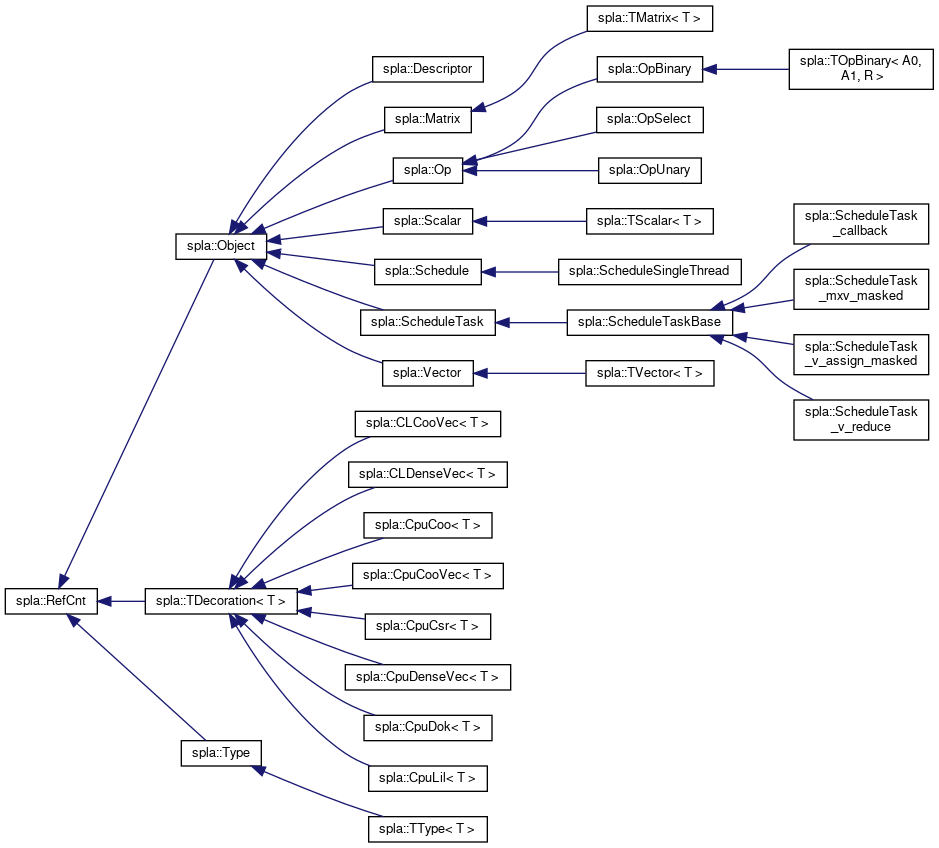 spla::TMatrix< T >
spla::Descriptor
spla::OpBinary
spla::TOpBinary< A0,
A1, R >
spla::Matrix
spla::OpSelect
spla::Op
spla::OpUnary
spla::Scalar
spla::TScalar< T >
spla::ScheduleTask
_callback
spla::Object
spla::Schedule
spla::ScheduleSingleThread
spla::ScheduleTask
_mxv_masked
spla::ScheduleTask
spla::ScheduleTaskBase
spla::ScheduleTask
_v_assign_masked
spla::Vector
spla::TVector< T >
spla::ScheduleTask
_v_reduce
spla::CLCooVec< T >
spla::CLDenseVec< T >
spla::CpuCoo< T >
spla::CpuCooVec< T >
spla::RefCnt
spla::TDecoration< T >
spla::CpuCsr< T >
spla::CpuDenseVec< T >
spla::CpuDok< T >
spla::Type
spla::CpuLil< T >
spla::TType< T >